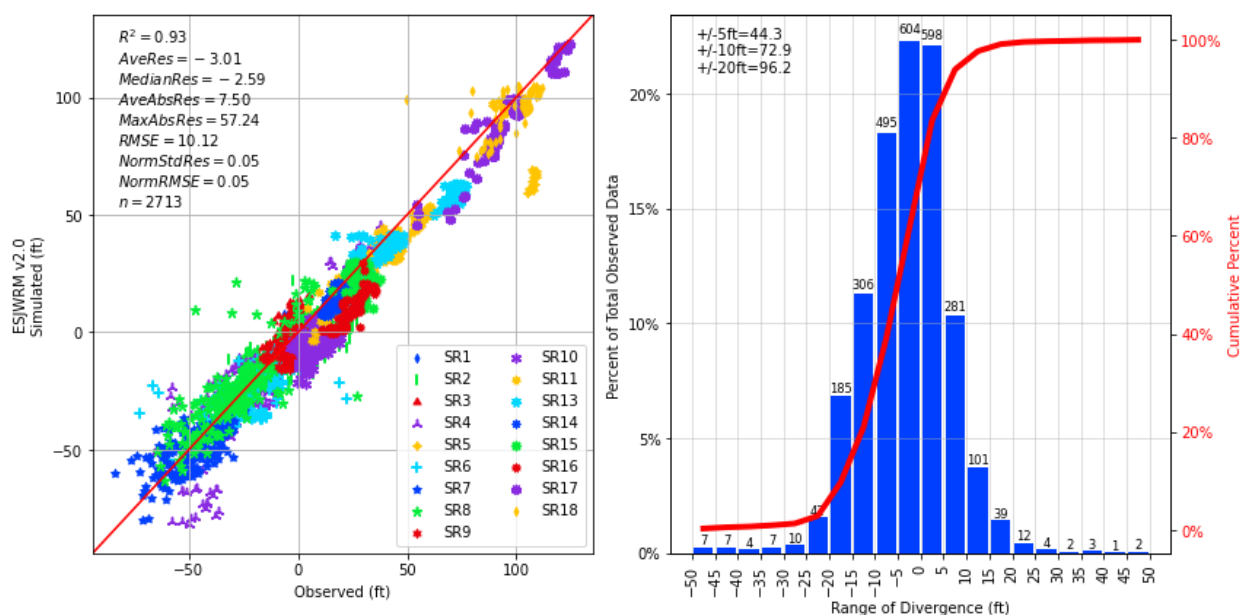 R² = 0.93
AveRes = −3.01
MedianRes = −2.59
AveAbsRes = 7.50
MaxAbsRes = 57.24
RMSE = 10.12
NormStdRes = 0.05
NormRMSE = 0.05
n = 2713
100
50
0
−50
ESJWRM v2.0
Simulated (ft)
−50 0 50 100
Observed (ft)
SR1 SR10
SR2 SR11
SR3 SR13
SR4 SR14
SR5 SR15
SR6 SR16
SR7 SR17
SR8 SR18
SR9
+/-5ft=44.3
+/-10ft=72.9
+/-20ft=96.2
20%
15%
10%
5%
0%
Percent of Total Observed Data
7 7 4 7 10 185 306 495 604 598 281 101 39 12 4 2 3 1 2
−50 −45 −40 −35 −30 −25 −20 −15 −10 −5 0 5 10 15 20 25 30 35 40 45 50
Range of Divergence (ft)
100%
80%
60%
40%
20%
0%
Cumulative Percent